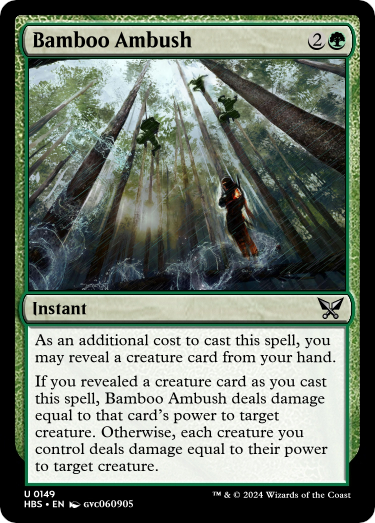 Bamboo Ambush 2
Instant
As an additional cost to cast this spell, you
may reveal a creature card from your hand.
If you revealed a creature card as you cast
this spell, Bamboo Ambush deals damage
equal to that card's power to target
creature. Otherwise, each creature you
control deals damage equal to their power
to target creature.
U 0149
HBS • EN gvc060905
™ & © 2024 Wizards of the Coast